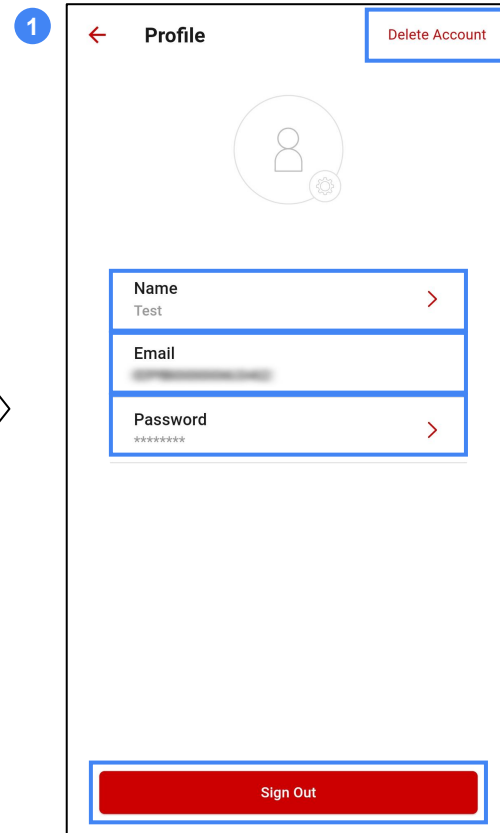 1
Profile
Delete Account
Name
Test
Email
Password
********
Sign Out